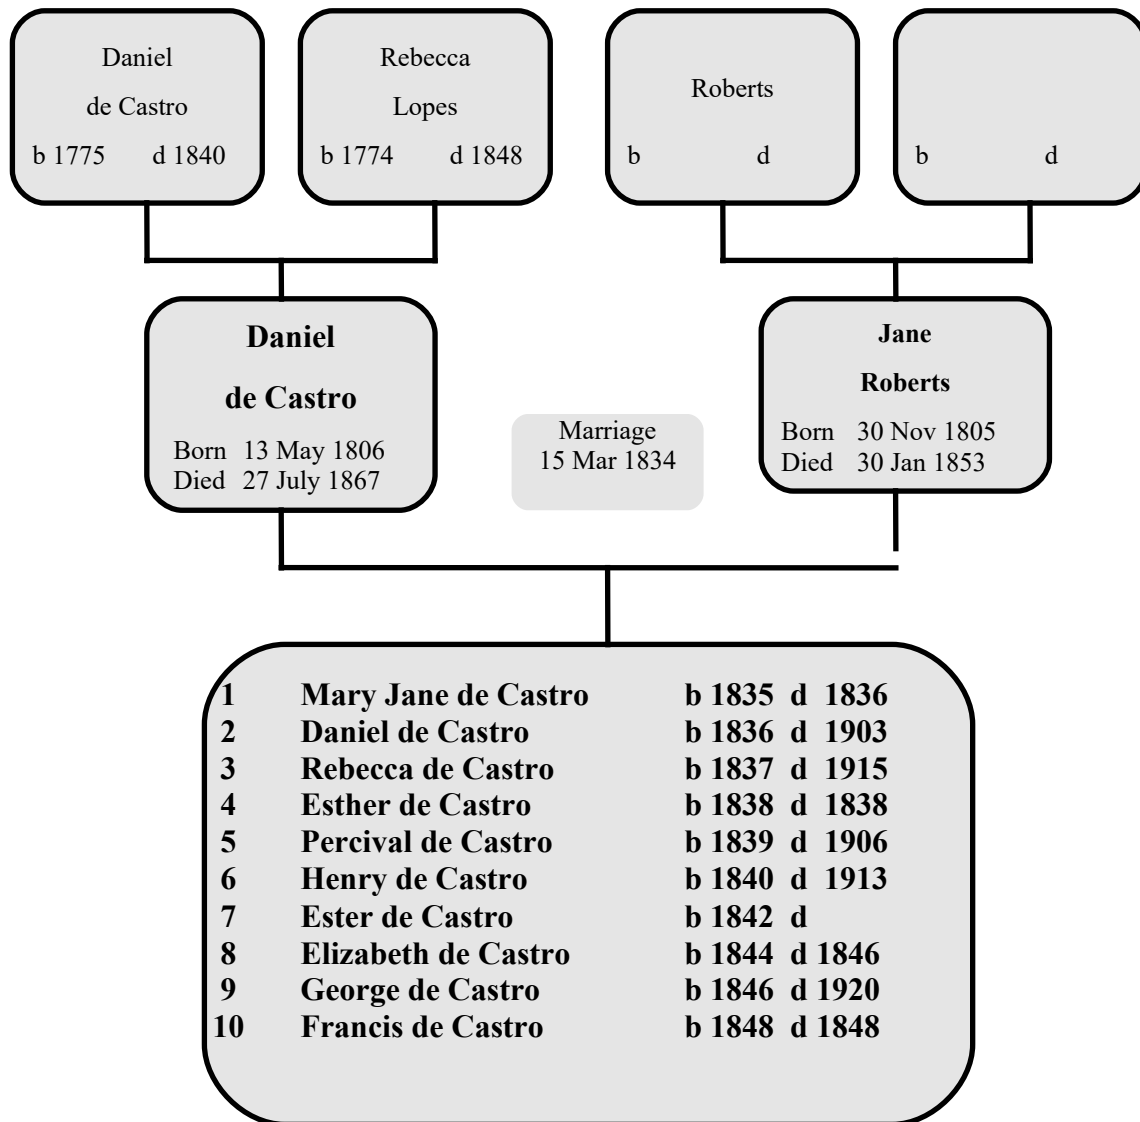 Daniel
de Castro
b 1775 d 1840
Rebecca
Lopes
b 1774 d 1848
Roberts
b d
b d
Daniel
de Castro
Born 13 May 1806
Died 27 July 1867
Marriage
15 Mar 1834
Jane
Roberts
Born 30 Nov 1805
Died 30 Jan 1853
1 Mary Jane de Castro b 1835 d 1836
2 Daniel de Castro b 1836 d 1903
3 Rebecca de Castro b 1837 d 1915
4 Esther de Castro b 1838 d 1838
5 Percival de Castro b 1839 d 1906
6 Henry de Castro b 1840 d 1913
7 Ester de Castro b 1842 d
8 Elizabeth de Castro b 1844 d 1846
9 George de Castro b 1846 d 1920
10 Francis de Castro b 1848 d 1848